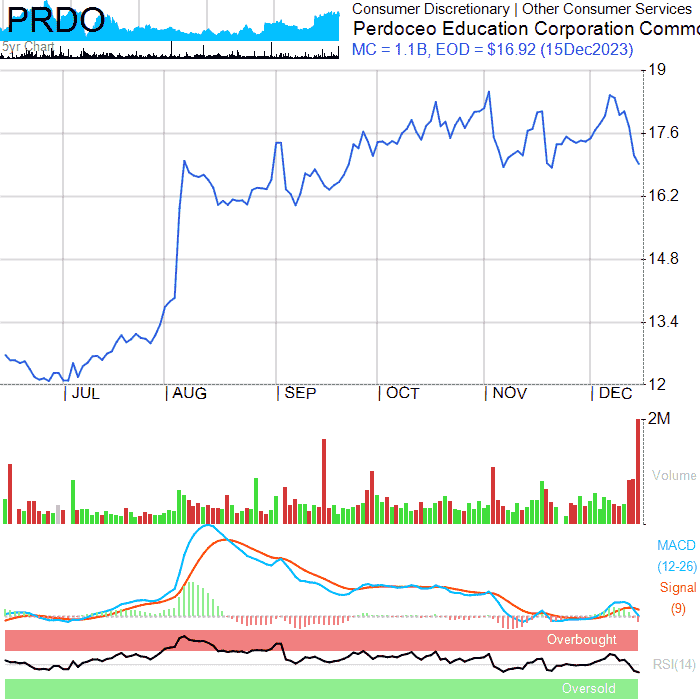 PRDO
5yr Chart
Consumer Discretionary | Other Consumer Services
Perdoceo Education Corporation Commo
MC = 1.1B, EOD = $16.92 (15Dec2023)
19
17.6
16.2
14.8
13.4
12
JUL
AUG
SEP
OCT
NOV
DEC
2M
Volume
MACD
(12-26)
Signal
(9)
Overbought
RSI(14)
Oversold